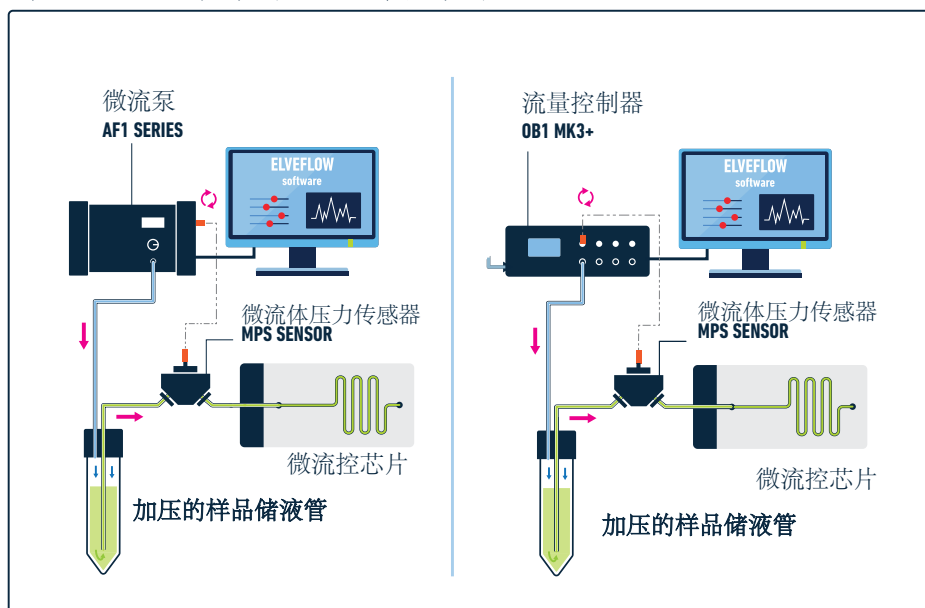 微流泵
AF1 SERIES
ELVEFLOW
software
微流体压力传感器
MPS SENSOR
微流控芯片
加压的样品储液管
流量控制器
OB1 MK3+
ELVEFLOW
software
微流体压力传感器
MPS SENSOR
微流控芯片
加压的样品储液管